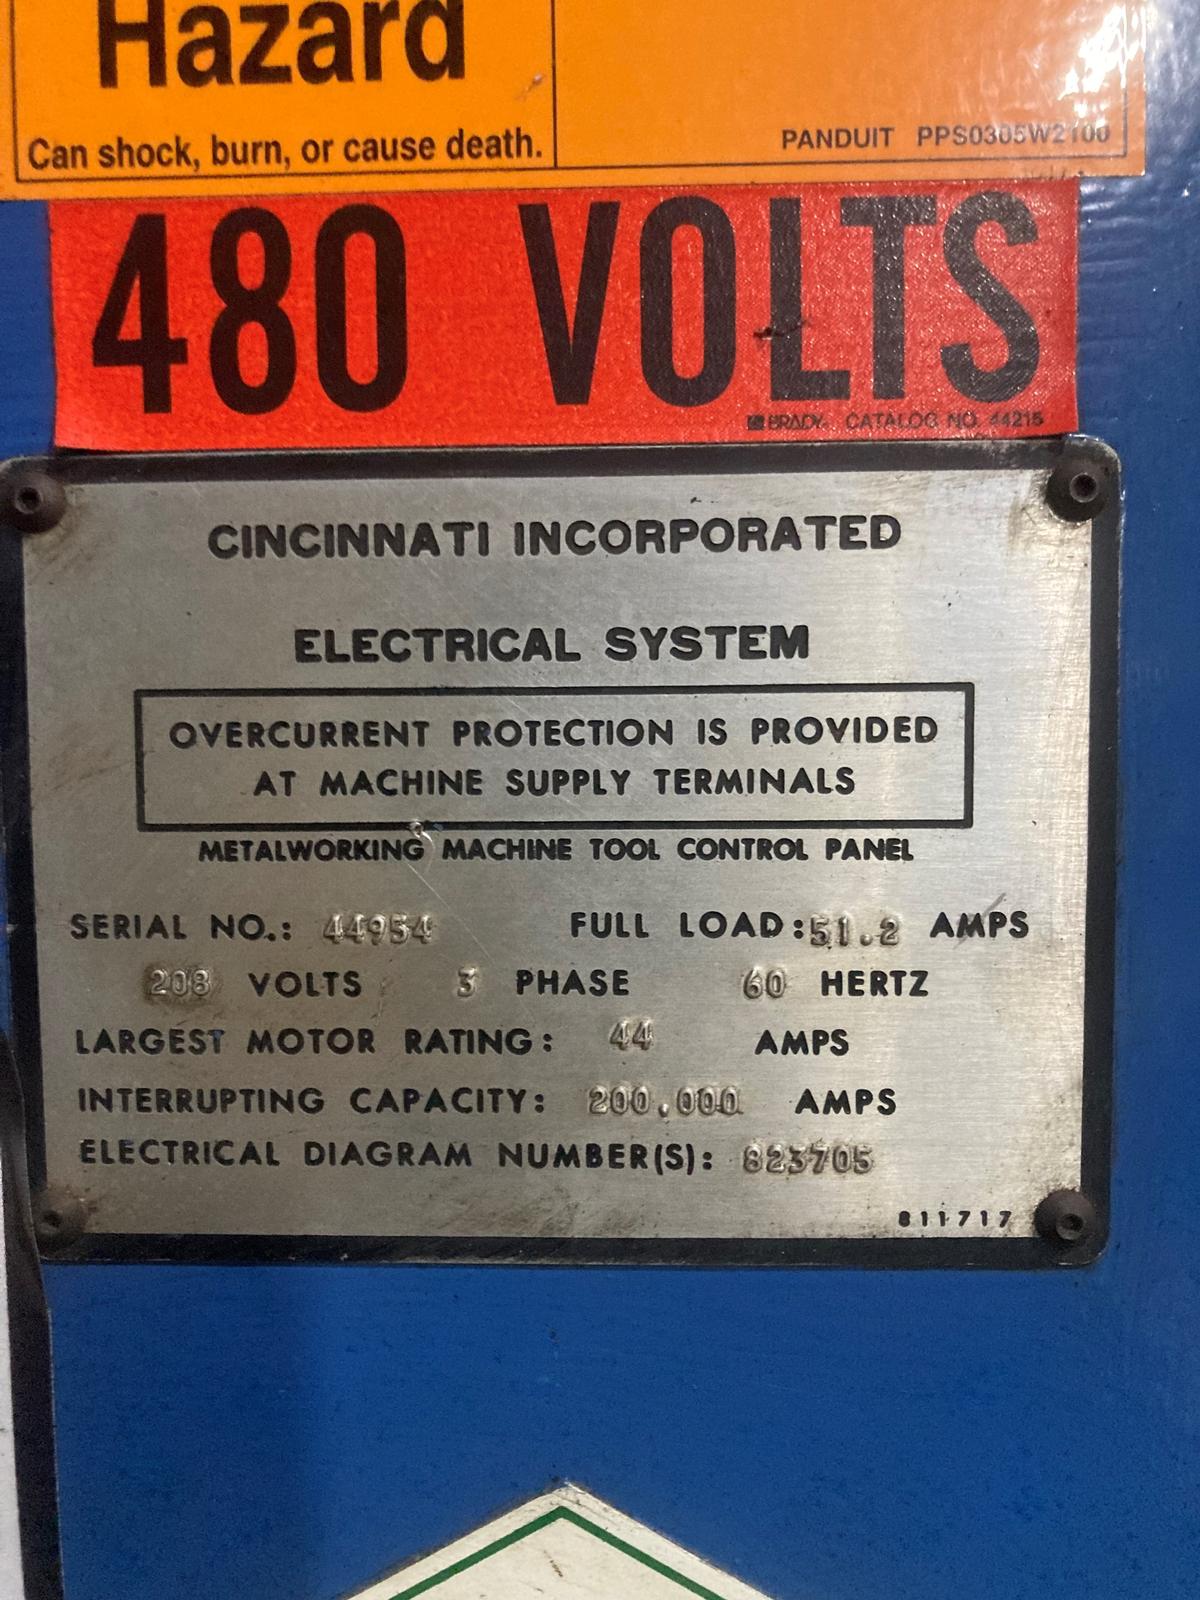 Hazard
Can shock, burn, or cause death.
PANDUIT PPS0305W2100
480 VOLTS
BRADY CATALOG NO. 44215
CINCINNATI INCORPORATED
ELECTRICAL SYSTEM
OVERCURRENT PROTECTION IS PROVIDED
AT MACHINE SUPPLY TERMINALS
METALWORKING MACHINE TOOL CONTROL PANEL
SERIAL NO.: 44954 FULL LOAD: 51.2 AMPS
208 VOLTS 3 PHASE 60 HERTZ
LARGEST MOTOR RATING: 44 AMPS
INTERRUPTING CAPACITY: 200.000 AMPS
ELECTRICAL DIAGRAM NUMBER(S): 823705
811717